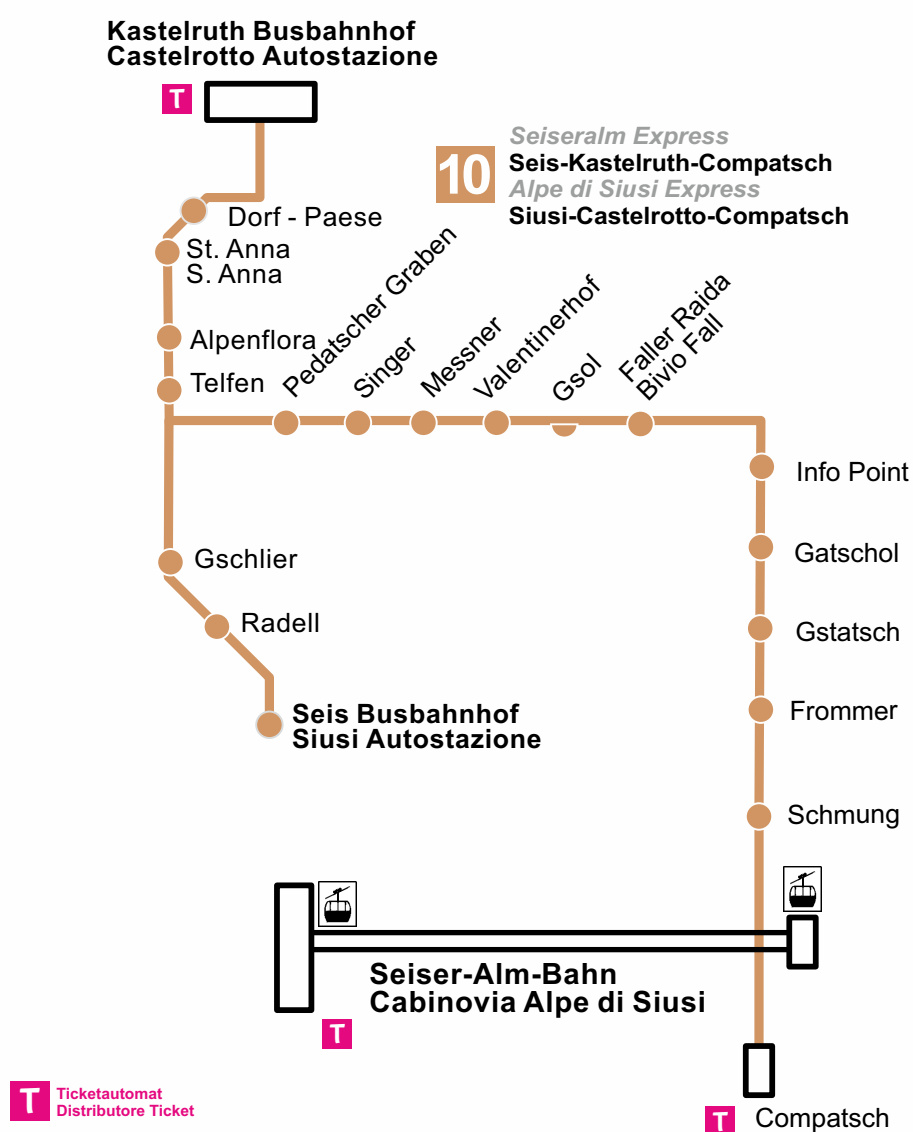 Kastelruth Busbahnhof
Castelrotto Autostazione
T
10
Seiseralm Express
Seis-Kastelruth-Compatsch
Alpe di Siusi Express
Siusi-Castelrotto-Compatsch
Dorf - Paese
St. Anna
S. Anna
Alpenflora
Telfen
Pedatscher Graben
Singer
Messner
Valentinerhof
Gsol
Faller Raida
Bivio Fall
Info Point
Gatschol
Gstatsch
Frommer
Schmung
Gschlier
Radell
Seis Busbahnhof
Siusi Autostazione
Seiser-Alm-Bahn
Cabinovia Alpe di Siusi
T
T
Ticketautomat
Distributore Ticket
T
Compatsch